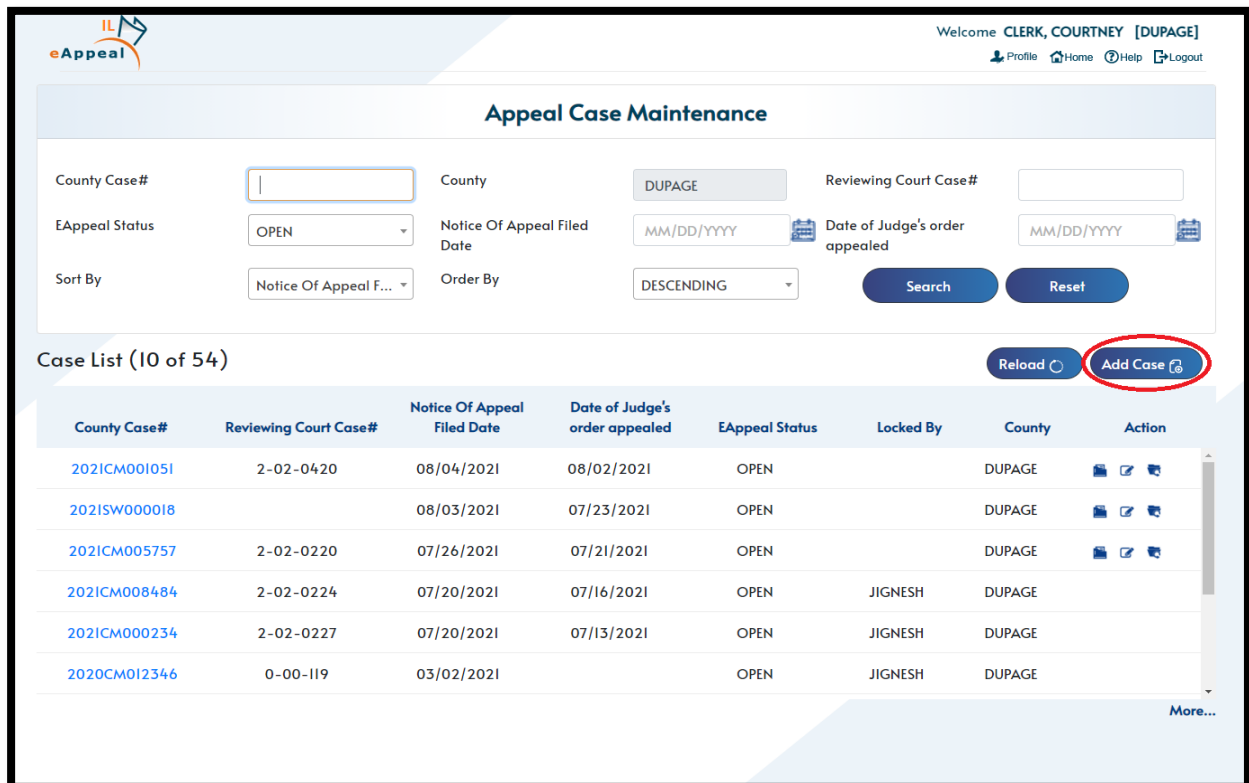 IL
eAppeal
Welcome CLERK, COURTNEY [DUPAGE]
Profile Home Help Logout
Appeal Case Maintenance
County Case# County DUPAGE Reviewing Court Case#
EAppeal Status OPEN Notice Of Appeal Filed Date MM/DD/YYYY Date of Judge's order appealed MM/DD/YYYY
Sort By Notice Of Appeal F... Order By DESCENDING Search Reset
Case List (10 of 54) Reload Add Case
County Case# Reviewing Court Case# Notice Of Appeal Filed Date Date of Judge's order appealed EAppeal Status Locked By County Action
2021CM001051 2-02-0420 08/04/2021 08/02/2021 OPEN DUPAGE
2021SW000018 08/03/2021 07/23/2021 OPEN DUPAGE
2021CM005757 2-02-0220 07/26/2021 07/21/2021 OPEN DUPAGE
2021CM008484 2-02-0224 07/20/2021 07/16/2021 OPEN JIGNESH DUPAGE
2021CM000234 2-02-0227 07/20/2021 07/13/2021 OPEN JIGNESH DUPAGE
2020CM012346 0-00-119 03/02/2021 OPEN JIGNESH DUPAGE
More...